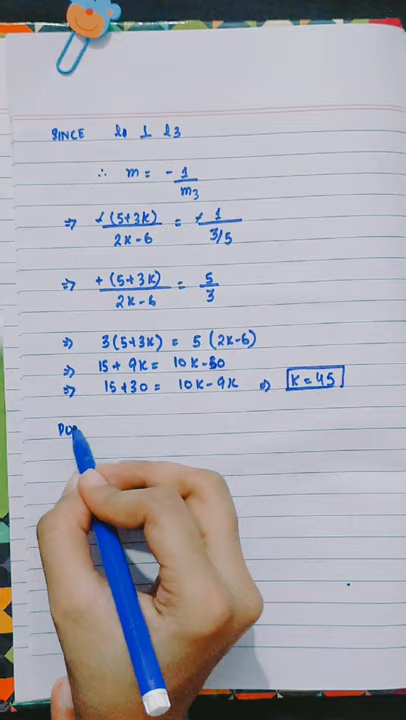 SINCE l₀ ⊥ l3
∴ m = - 1/m₃
⇒ -(5+3k)/2k-6 = - 1/3/5
⇒ +(5+3k)/2k-6 = 5/3
⇒ 3(5+3k) = 5(2k-6)
⇒ 15 + 9k = 10k-30
⇒ 15+30 = 10k-9k ⇒ k=45